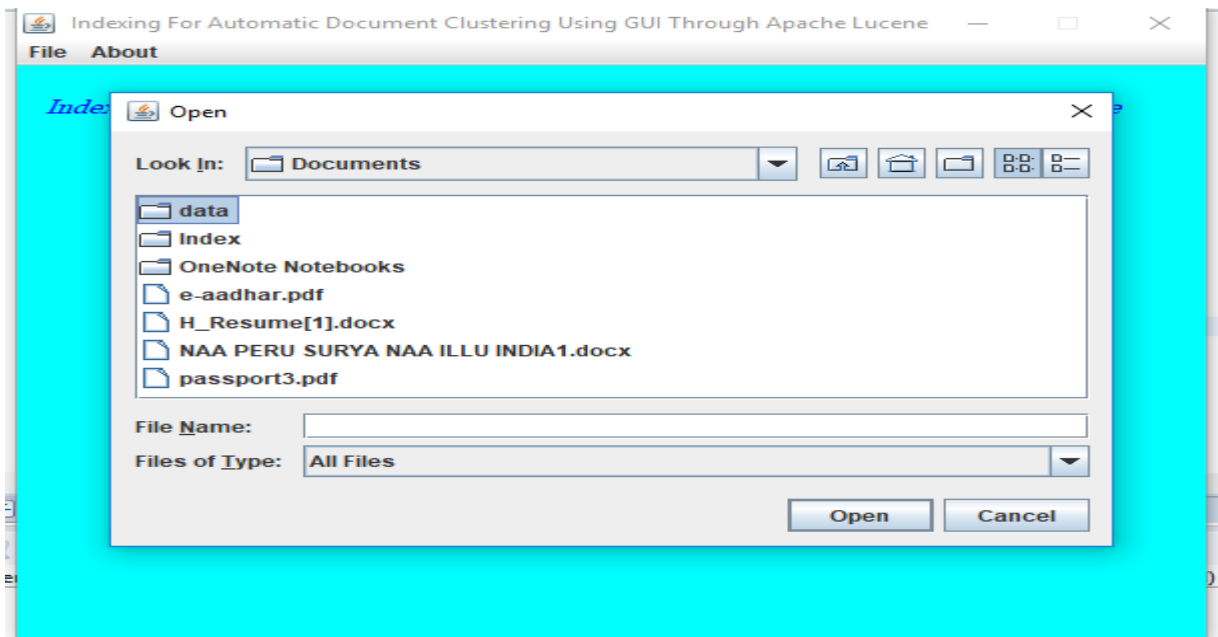 Indexing For Automatic Document Clustering Using GUI Through Apache Lucene
File About
Open
Look In: Documents
data
Index
OneNote Notebooks
e-aadhar.pdf
H_Resume[1].docx
NAA PERU SURYA NAA ILLU INDIA1.docx
passport3.pdf
File Name:
Files of Type: All Files
Open Cancel